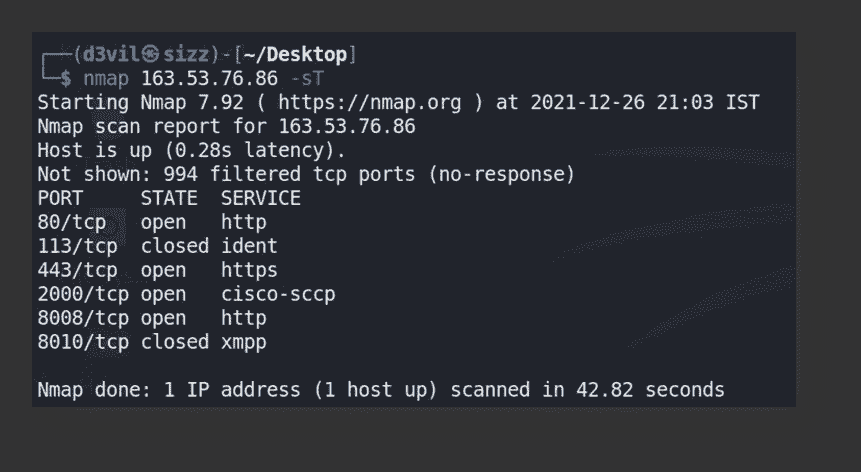 ┌──(d3vil㉿sizz)-[~/Desktop]
└─$ nmap 163.53.76.86 -sT
Starting Nmap 7.92 ( https://nmap.org ) at 2021-12-26 21:03 IST
Nmap scan report for 163.53.76.86
Host is up (0.28s latency).
Not shown: 994 filtered tcp ports (no-response)
PORT     STATE  SERVICE
80/tcp   open   http
113/tcp  closed ident
443/tcp  open   https
2000/tcp open   cisco-sccp
8008/tcp open   http
8010/tcp closed xmpp
Nmap done: 1 IP address (1 host up) scanned in 42.82 seconds